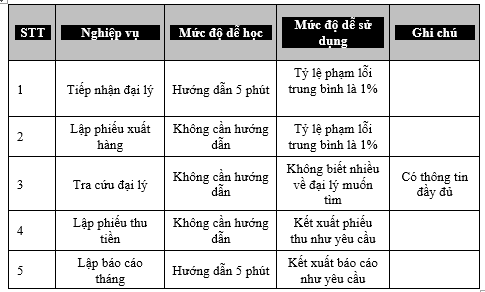 STT Nghiệp vụ Mức độ dễ học Mức độ dễ sử dụng Ghi chú
1 Tiếp nhận đại lý Hướng dẫn 5 phút Tỷ lệ phạm lỗi trung bình là 1%
2 Lập phiếu xuất hàng Không cần hướng dẫn Tỷ lệ phạm lỗi trung bình là 1%
3 Tra cứu đại lý Không cần hướng dẫn Không biết nhiều về đại lý muốn tìm Có thông tin đầy đủ
4 Lập phiếu thu tiền Không cần hướng dẫn Kết xuất phiếu thu như yêu cầu
5 Lập báo cáo tháng Hướng dẫn 5 phút Kết xuất báo cáo như yêu cầu